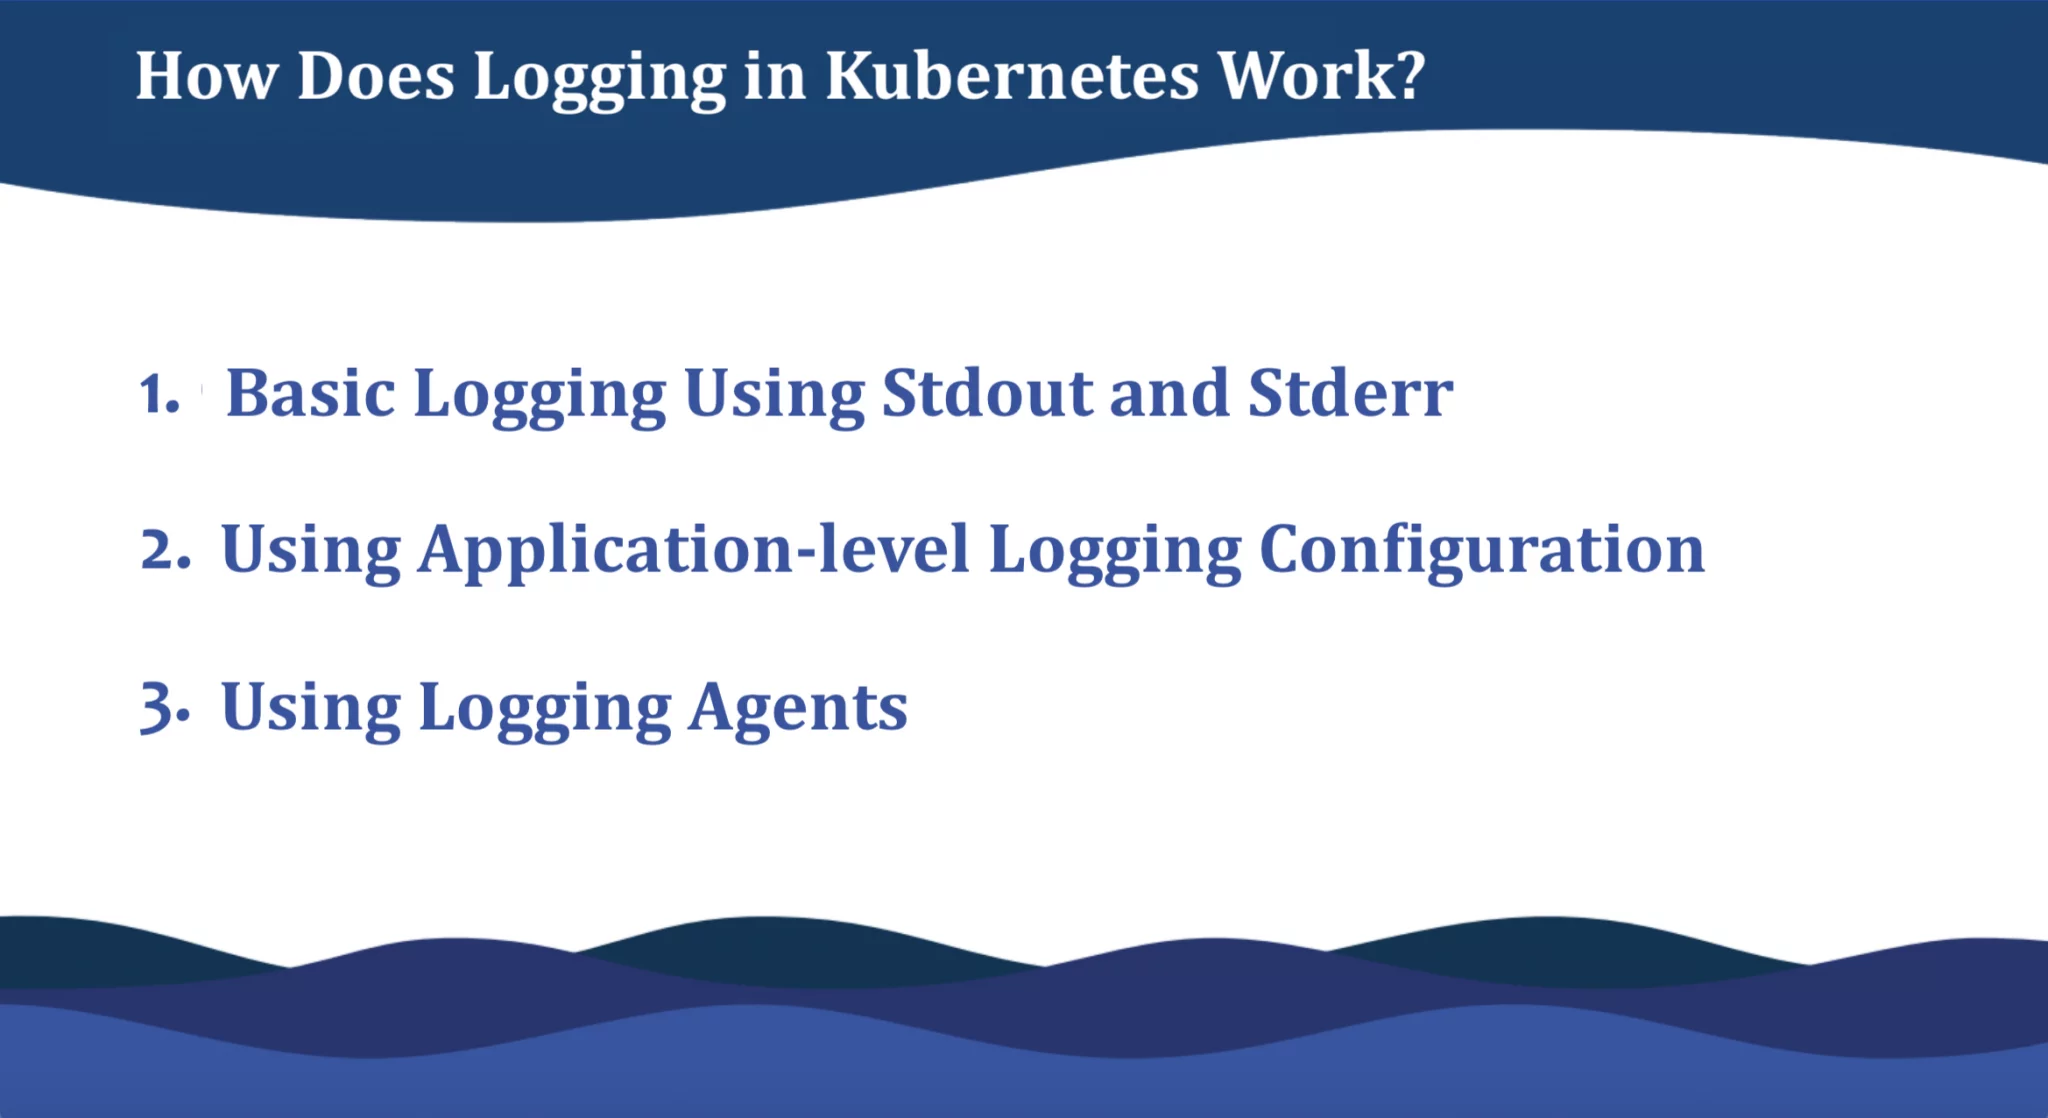 How Does Logging in Kubernetes Work?
1. Basic Logging Using Stdout and Stderr
2. Using Application-level Logging Configuration
3. Using Logging Agents